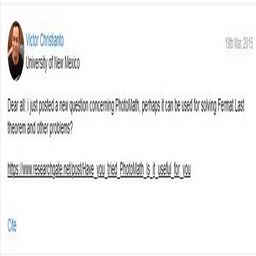 Victor Christianto
19th Mar, 2015
University of New Mexico
Dear all: i just posted a new question concerning PhotoMath, perhaps it can be used for solving Fermat Last
theorem and other problems?
https://www.researchgate.net/post/Have_you_tried_PhotoMath_Is_it_useful_for_you
Cite